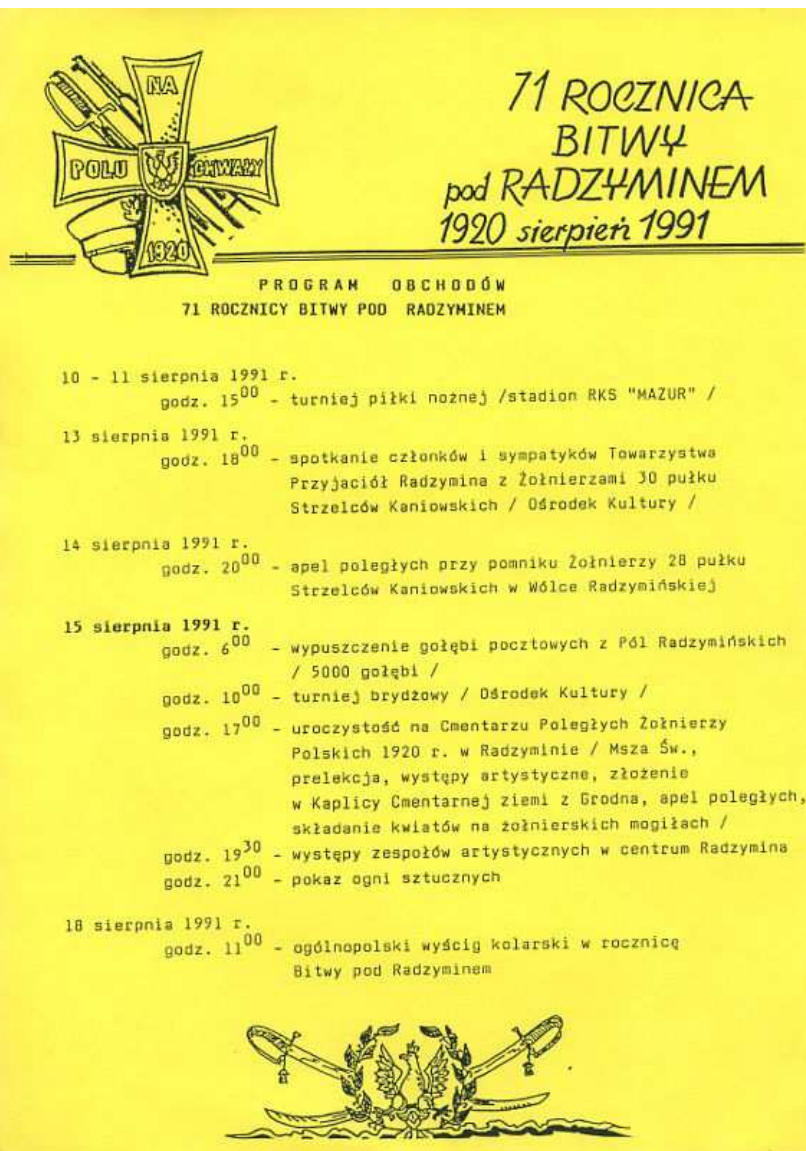 NA
POLU CHWAŁY
1920
71 ROCZNICA
BITWY
pod RADZYMINEM
1920 sierpień 1991
PROGRAM OBCHODÓW
71 ROCZNICY BITWY POD RADZYMINEM
10 - 11 sierpnia 1991 r.
godz. 15⁰⁰ - turniej piłki nożnej /stadion RKS "MAZUR" /
13 sierpnia 1991 r.
godz. 18⁰⁰ - spotkanie członków i sympatyków Towarzystwa
Przyjaciół Radzymina z Żołnierzami 30 pułku
Strzelców Kaniowskich / Ośrodek Kultury /
14 sierpnia 1991 r.
godz. 20⁰⁰ - apel poległych przy pomniku Żołnierzy 28 pułku
Strzelców Kaniowskich w Wólce Radzymińskiej
15 sierpnia 1991 r.
godz. 6⁰⁰ - wypuszczenie gołębi pocztowych z Pól Radzymińskich
/ 5000 gołębi /
godz. 10⁰⁰ - turniej brydżowy / Ośrodek Kultury /
godz. 17⁰⁰ - uroczystość na Cmentarzu Poległych Żołnierzy
Polskich 1920 r. w Radzyminie / Msza Św.,
prelekcja, występy artystyczne, złożenie
w Kaplicy Cmentarnej ziemi z Grodna, apel poległych,
składanie kwiatów na żołnierskich mogiłach /
godz. 19³⁰ - występy zespołów artystycznych w centrum Radzymina
godz. 21⁰⁰ - pokaz ogni sztucznych
18 sierpnia 1991 r.
godz. 11⁰⁰ - ogólnopolski wyścig kolarski w rocznicę
Bitwy pod Radzyminem